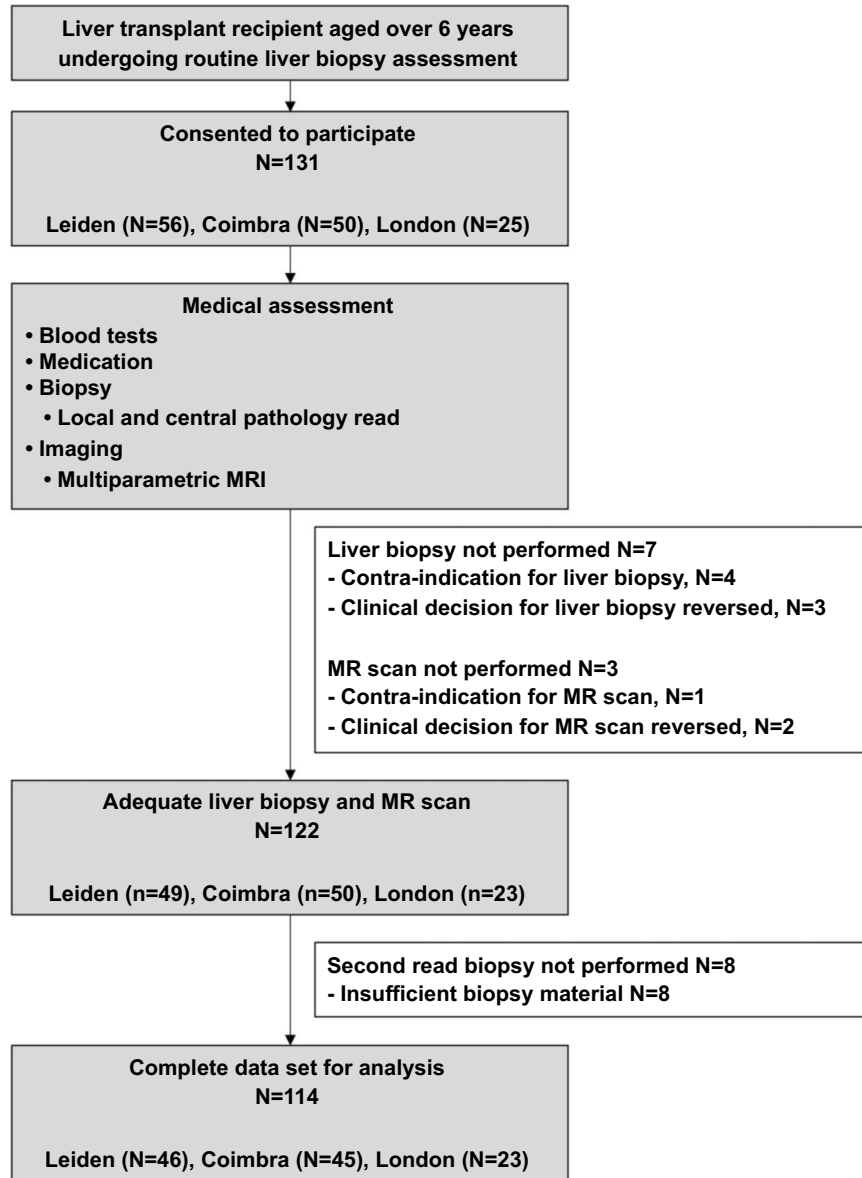 Liver transplant recipient aged over 6 years
undergoing routine liver biopsy assessment
Consented to participate
N=131
Leiden (N=56), Coimbra (N=50), London (N=25)
Medical assessment
• Blood tests
• Medication
• Biopsy
• Local and central pathology read
• Imaging
• Multiparametric MRI
Liver biopsy not performed N=7
- Contra-indication for liver biopsy, N=4
- Clinical decision for liver biopsy reversed, N=3
MR scan not performed N=3
- Contra-indication for MR scan, N=1
- Clinical decision for MR scan reversed, N=2
Adequate liver biopsy and MR scan
N=122
Leiden (n=49), Coimbra (n=50), London (n=23)
Second read biopsy not performed N=8
- Insufficient biopsy material N=8
Complete data set for analysis
N=114
Leiden (N=46), Coimbra (N=45), London (N=23)